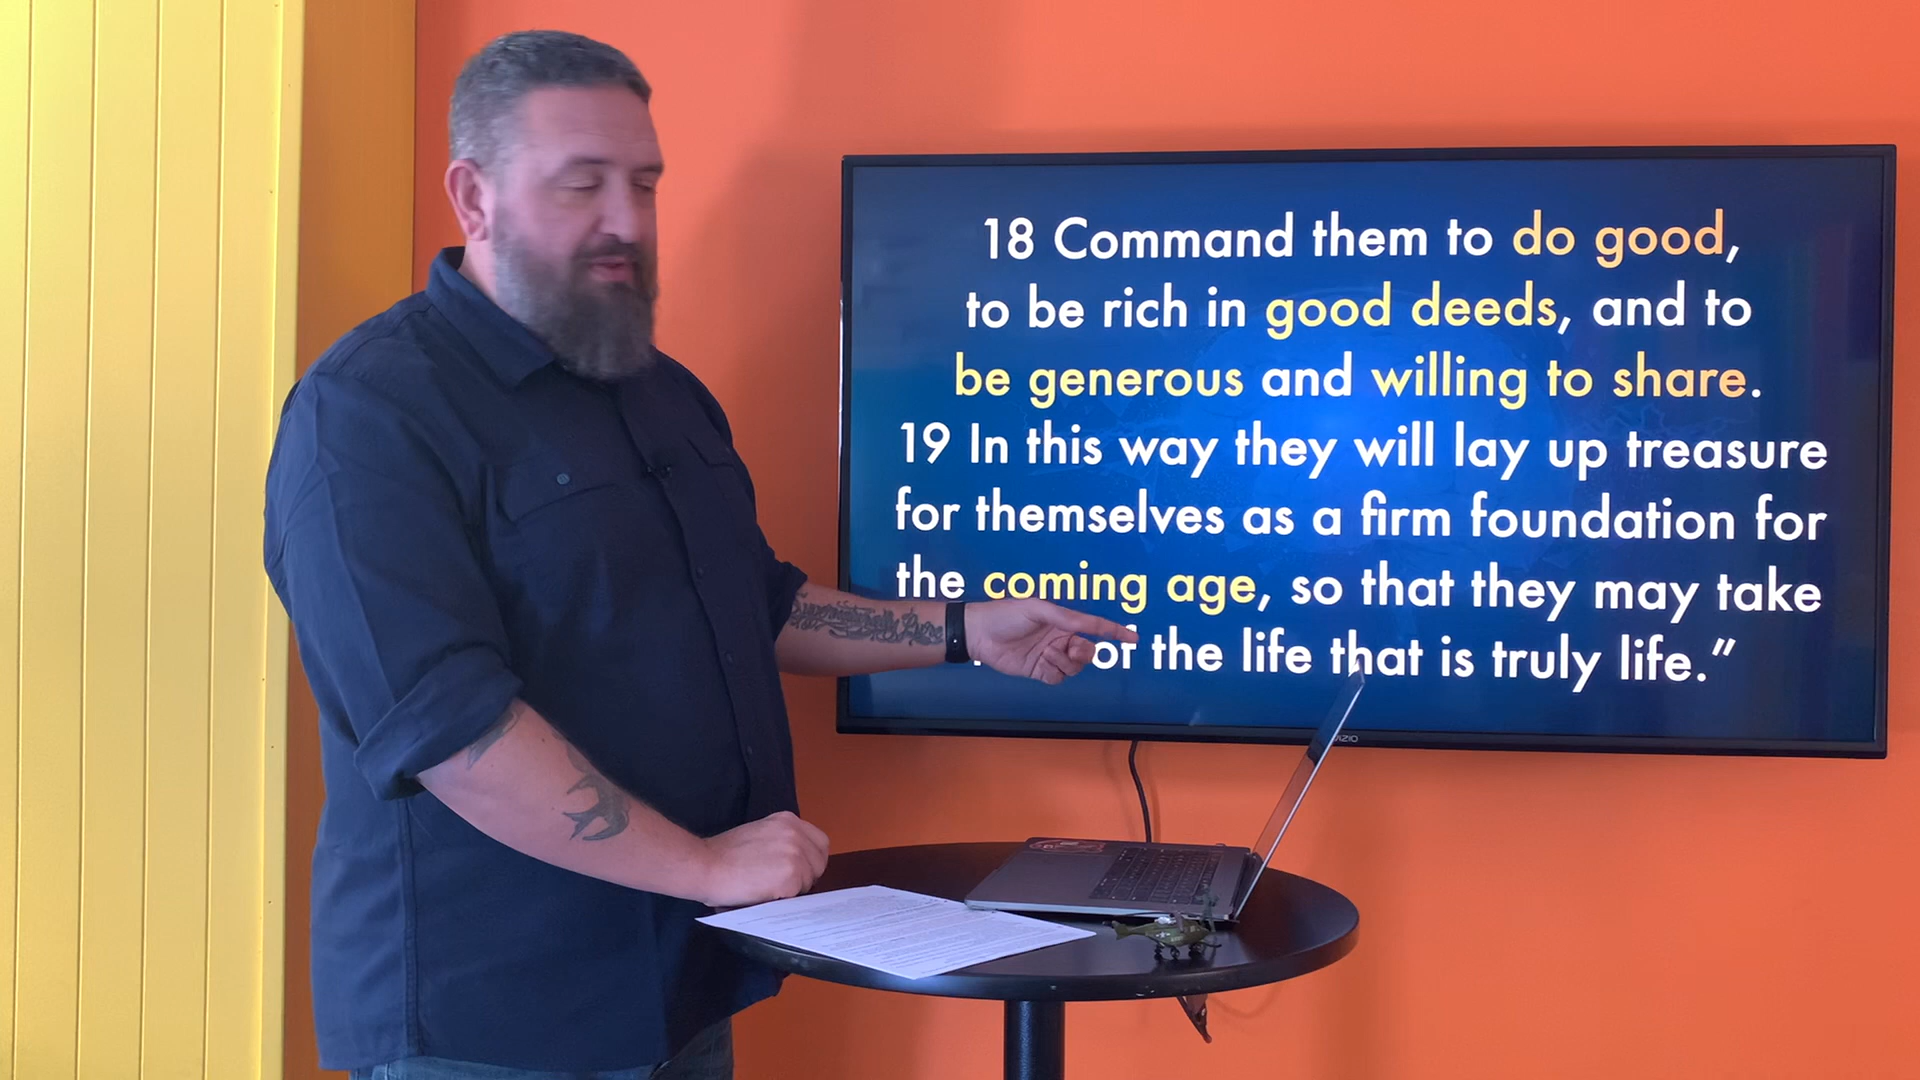 18 Command them to do good,
to be rich in good deeds, and to
be generous and willing to share.
19 In this way they will lay up treasure
for themselves as a firm foundation for
the coming age, so that they may take
of the life that is truly life.”
VIZIO